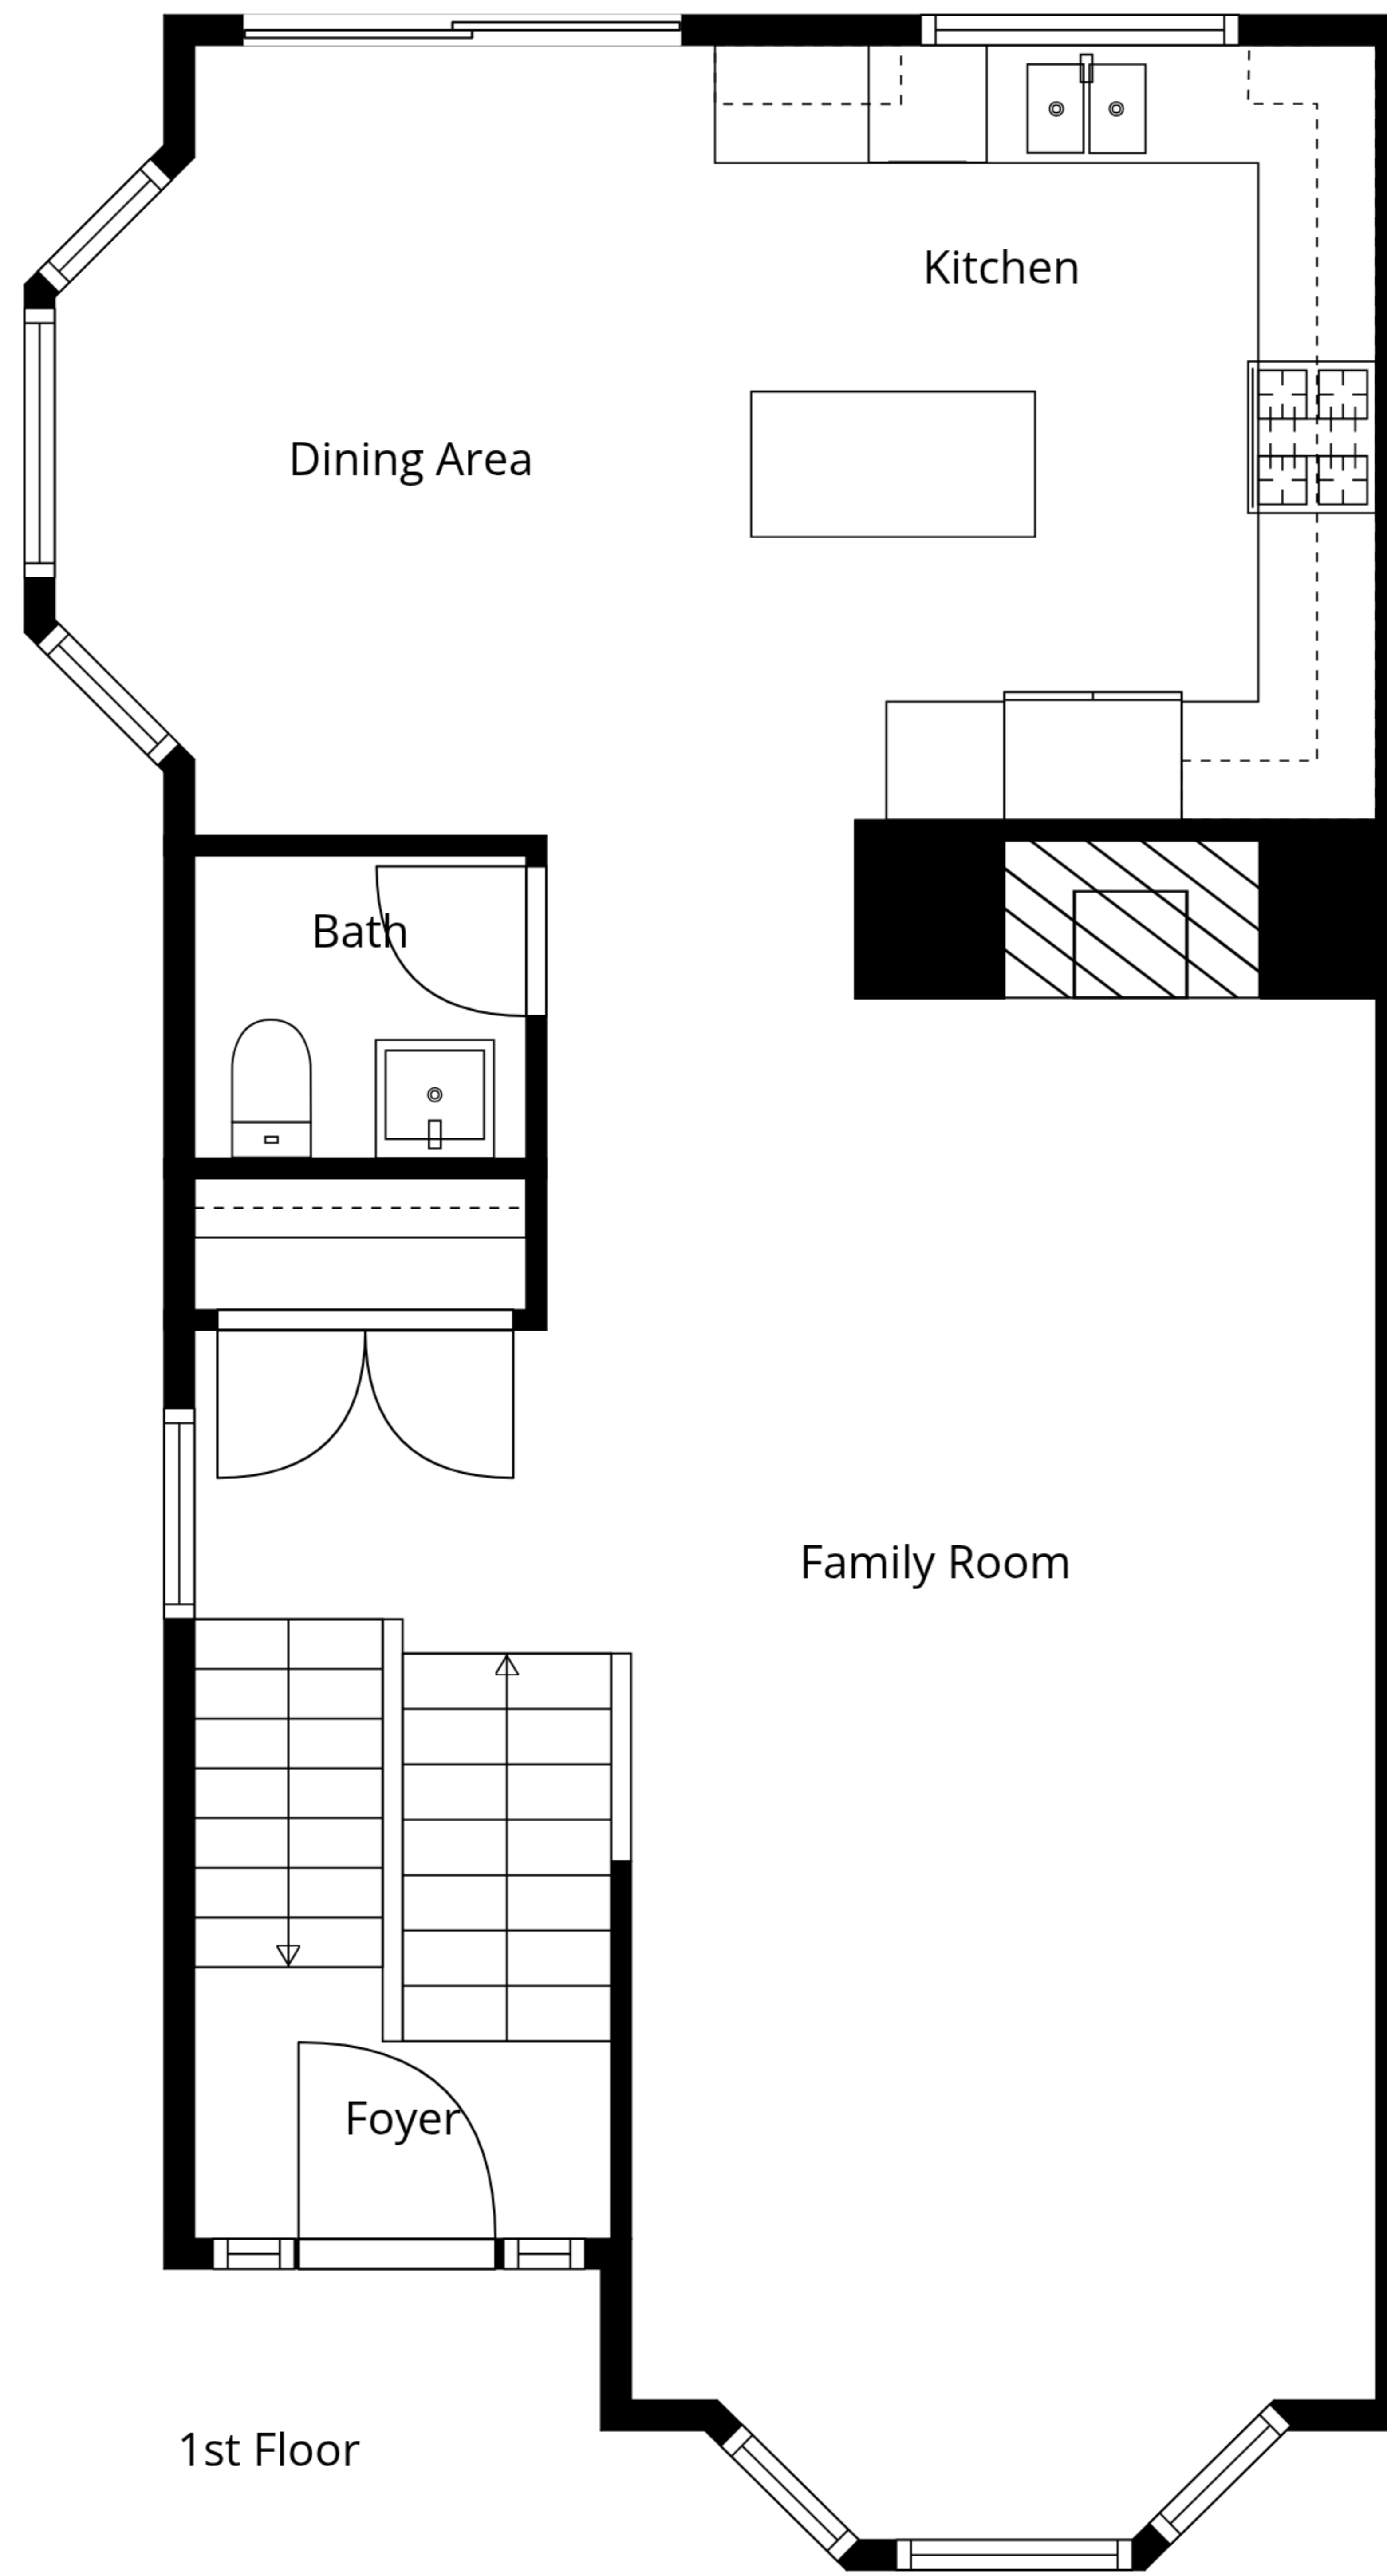 Kitchen
Dining Area
Bath
Family Room
Foyer
1st Floor